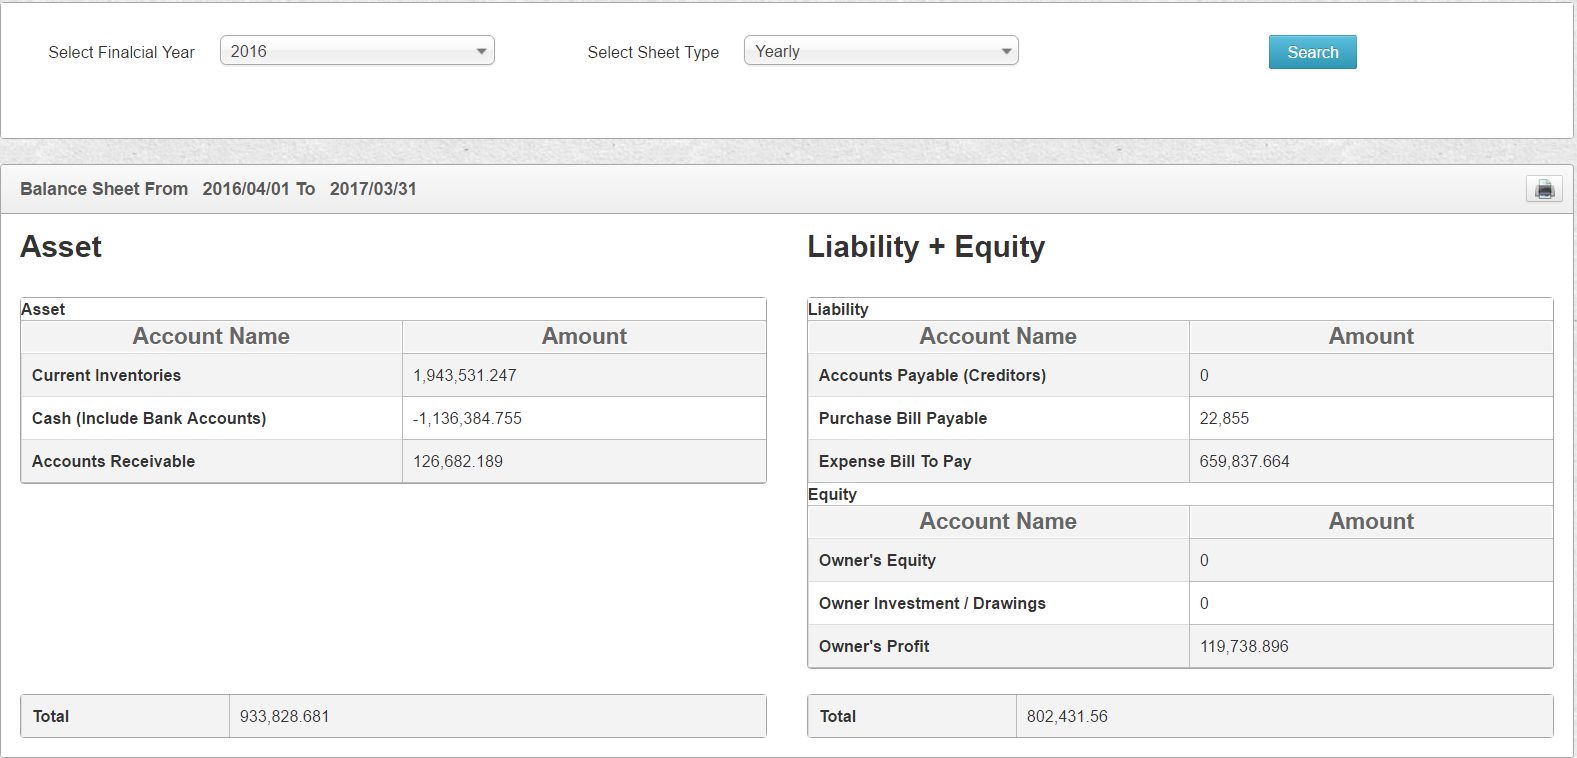 Select Finalcial Year 2016 Select Sheet Type Yearly Search
Balance Sheet From 2016/04/01 To 2017/03/31
Asset
Asset
Account Name Amount
Current Inventories 1,943,531.247
Cash (Include Bank Accounts) -1,136,384.755
Accounts Receivable 126,682.189
Total 933,828.681
Liability + Equity
Liability
Account Name Amount
Accounts Payable (Creditors) 0
Purchase Bill Payable 22,855
Expense Bill To Pay 659,837.664
Equity
Account Name Amount
Owner's Equity 0
Owner Investment / Drawings 0
Owner's Profit 119,738.896
Total 802,431.56